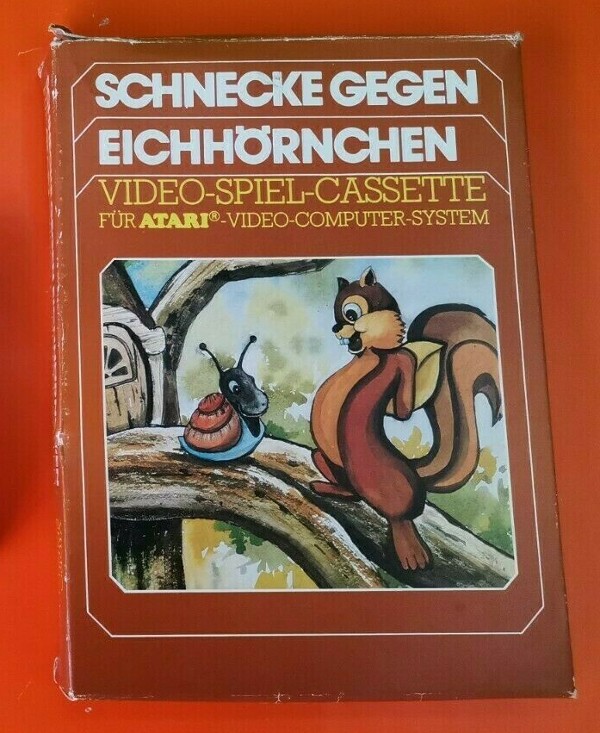 SCHNECKE GEGEN
EICHHÖRNCHEN
VIDEO-SPIEL-CASSETTE
FÜR ATARI®-VIDEO-COMPUTER-SYSTEM